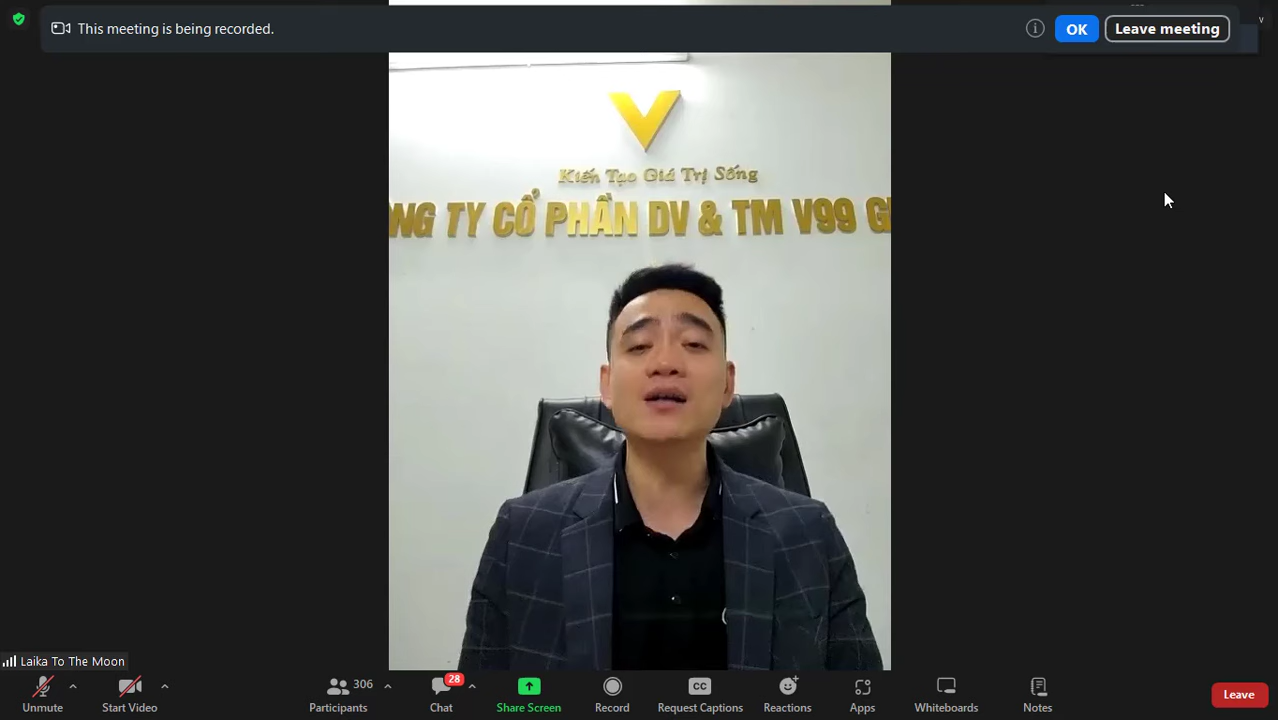 This meeting is being recorded.
OK
Leave meeting
Kiến Tạo Giá Trị Sống
NG TY CỔ PHẦN DV & TM V99 G
Laika To The Moon
Unmute
Start Video
306
Participants
28
Chat
Share Screen
CC
Record
Request Captions
Reactions
Apps
Whiteboards
Notes
Leave